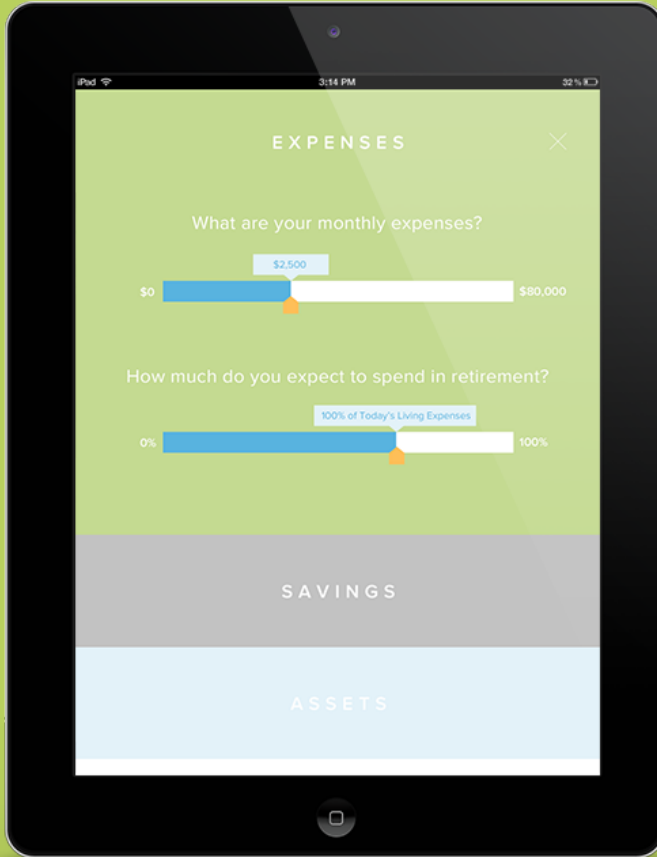 iPad 3:14 PM 32%
EXPENSES
What are your monthly expenses?
$2,500
$0 $80,000
How much do you expect to spend in retirement?
100% of Today's Living Expenses
0% 100%
SAVINGS
ASSETS